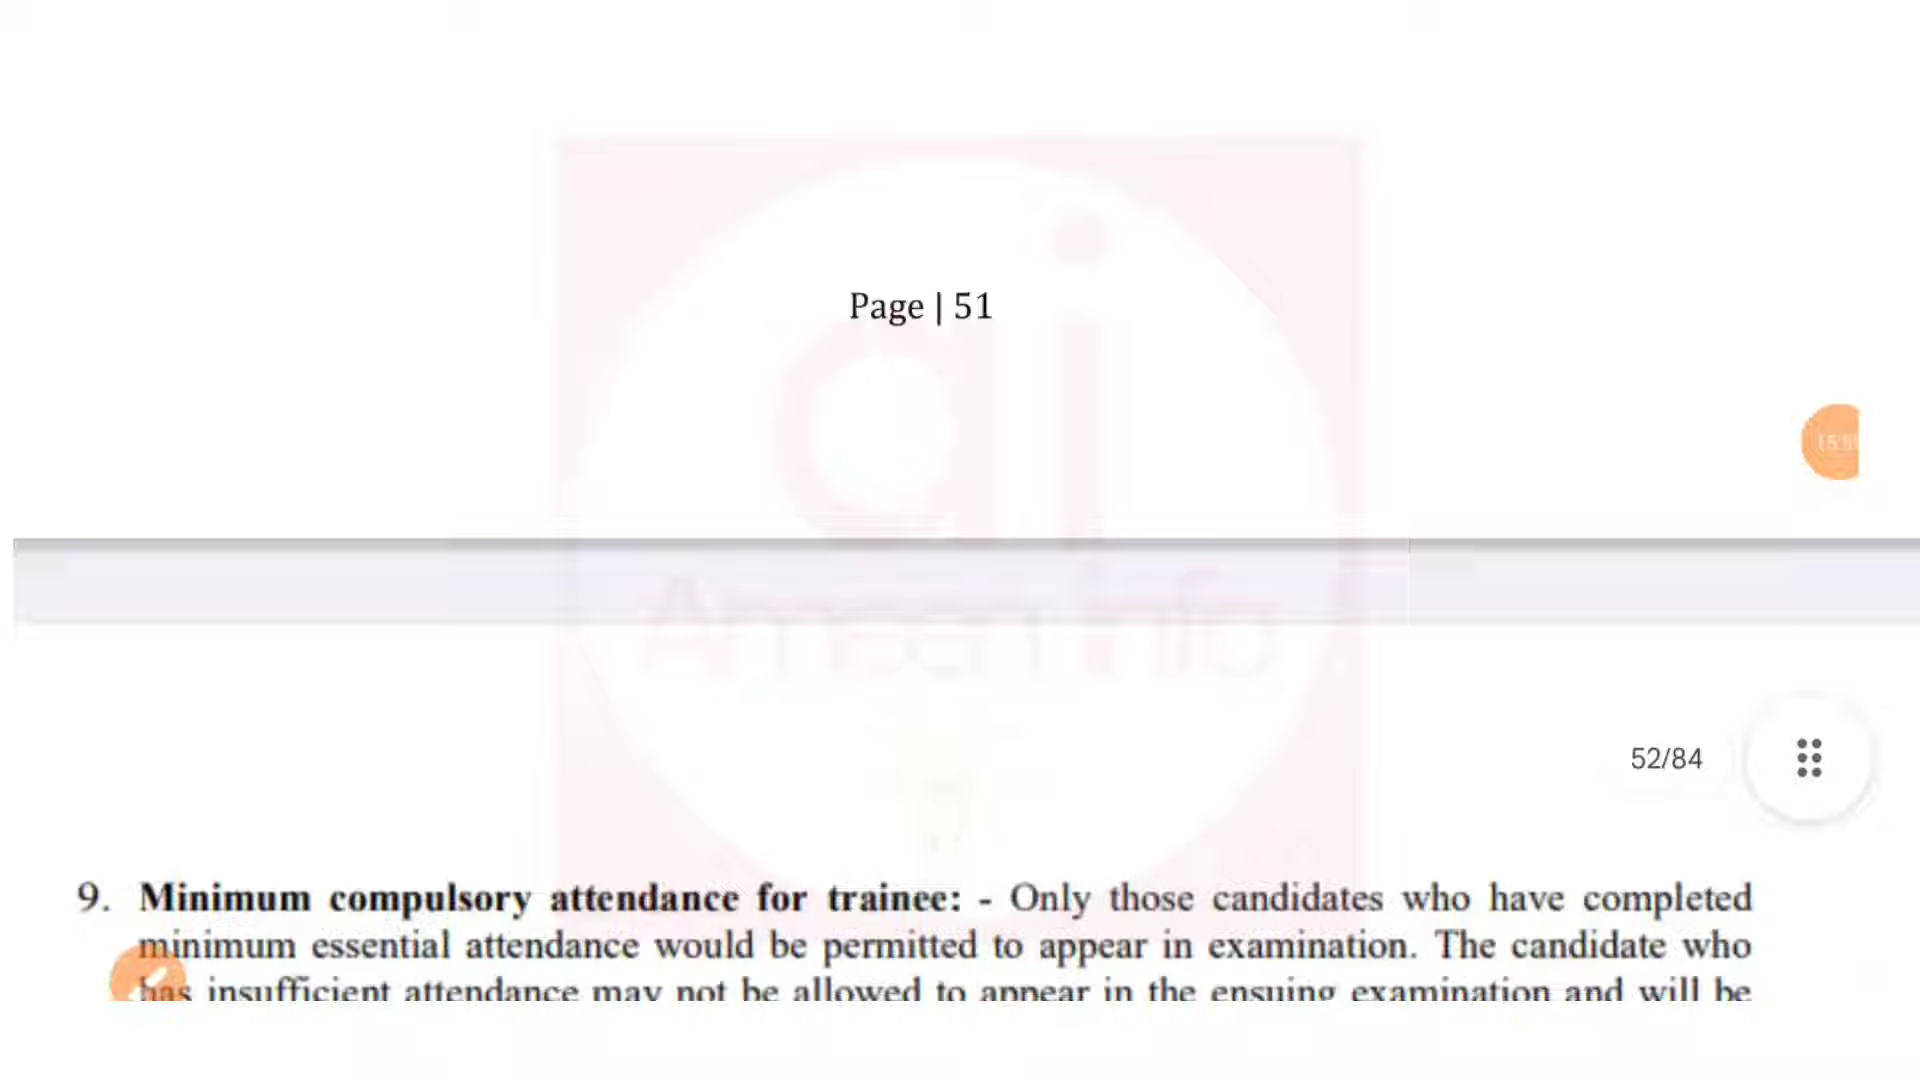 Page | 51
Ameen info
52/84
9. Minimum compulsory attendance for trainee: - Only those candidates who have completed
minimum essential attendance would be permitted to appear in examination. The candidate who
has insufficient attendance may not be allowed to appear in the ensuing examination and will be